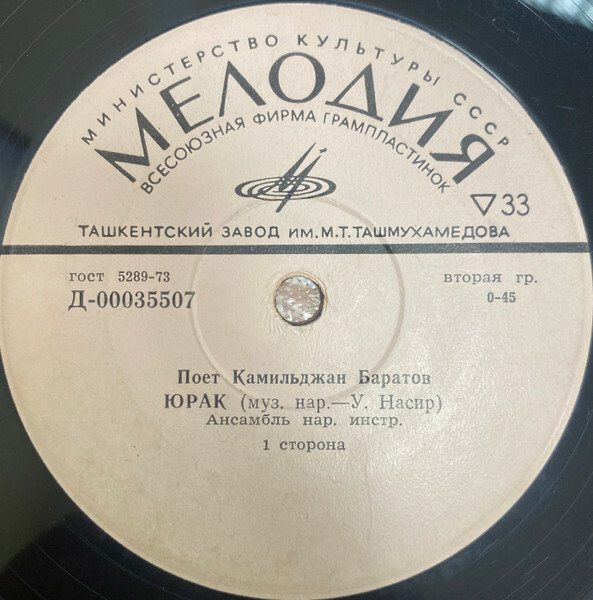 МИНИСТЕРСТВО КУЛЬТУРЫ СССР
МЕЛОДИЯ
ВСЕСОЮЗНАЯ ФИРМА ГРАМПЛАСТИНОК
▽33
ТАШКЕНТСКИЙ ЗАВОД ИМ. М.Т. ТАШМУХАМЕДОВА
гост 5289-73
вторая гр.
Д-00035507
0-45
Поет Камильджан Баратов
ЮРАК (муз. нар.—У. Насир)
Ансамбль нар. инстр.
1 сторона